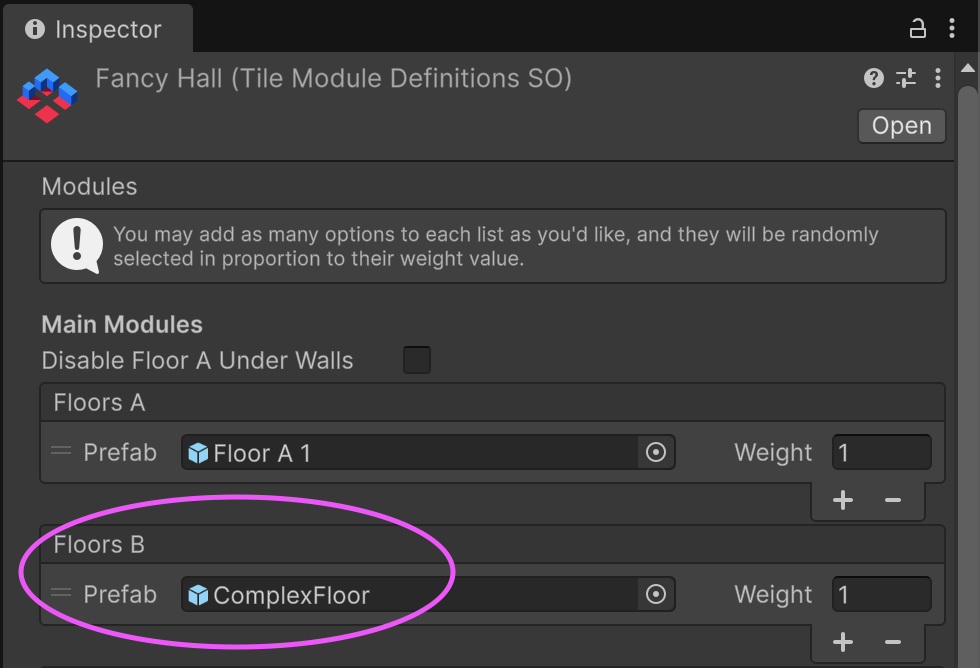 Inspector
Fancy Hall (Tile Module Definitions SO)
Open
Modules
You may add as many options to each list as you'd like, and they will be randomly
selected in proportion to their weight value.
Main Modules
Disable Floor A Under Walls
Floors A
Prefab Floor A 1 Weight 1
Floors B
Prefab ComplexFloor Weight 1